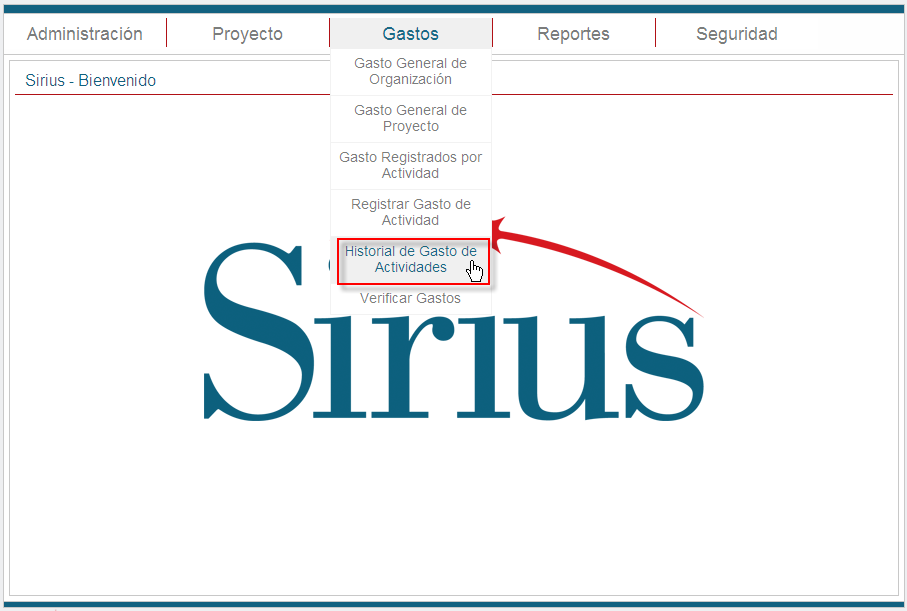 Administración Proyecto Gastos Reportes Seguridad
Sirius - Bienvenido
Gasto General de
Organización
Gasto General de
Proyecto
Gasto Registrados por
Actividad
Registrar Gasto de
Actividad
Historial de Gasto de
Actividades
Verificar Gastos
Sirius